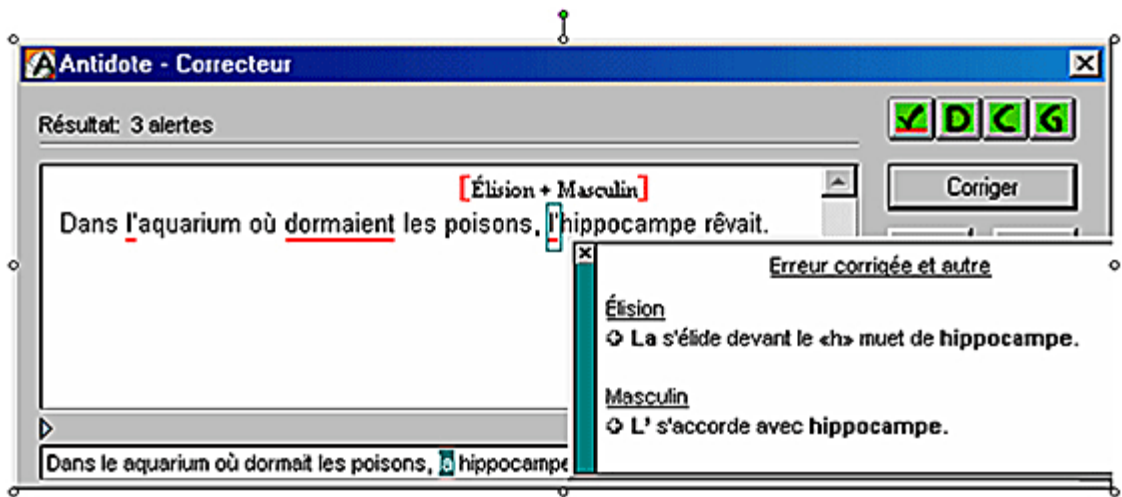 Antidote - Correcteur
Résultat: 3 alertes
D C G
Corriger
[Élision + Masculin]
Dans l'aquarium où dormaient les poisons, l'hippocampe rêvait.
Erreur corrigée et autre
Élision
La s'élide devant le «h» muet de hippocampe.
Masculin
L' s'accorde avec hippocampe.
Dans le aquarium où dormait les poisons, a hippocampe